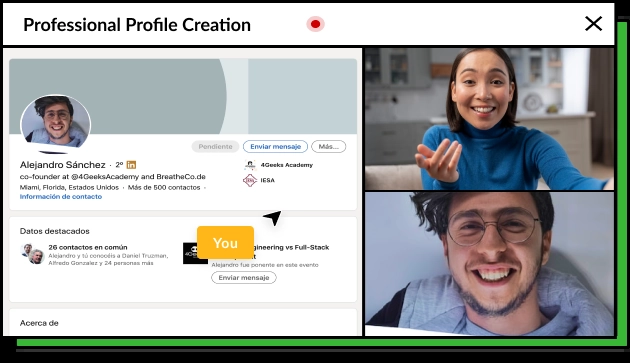 Professional Profile Creation
Pendiente
Enviar mensaje
Más...
Alejandro Sánchez · 2º in
co-founder at @4GeeksAcademy and BreatheCo.de
Miami, Florida, Estados Unidos · Más de 500 contactos ·
Información de contacto
4Geeks Academy
IESA
Datos destacados
26 contactos en común
Alejandro y tú conocéis a Daniel Truzman,
Alfredo Gonzalez y 24 personas más
You
gineering vs Full-Stack
Alejandro fue ponente en este evento
Enviar mensaje
Acerca de